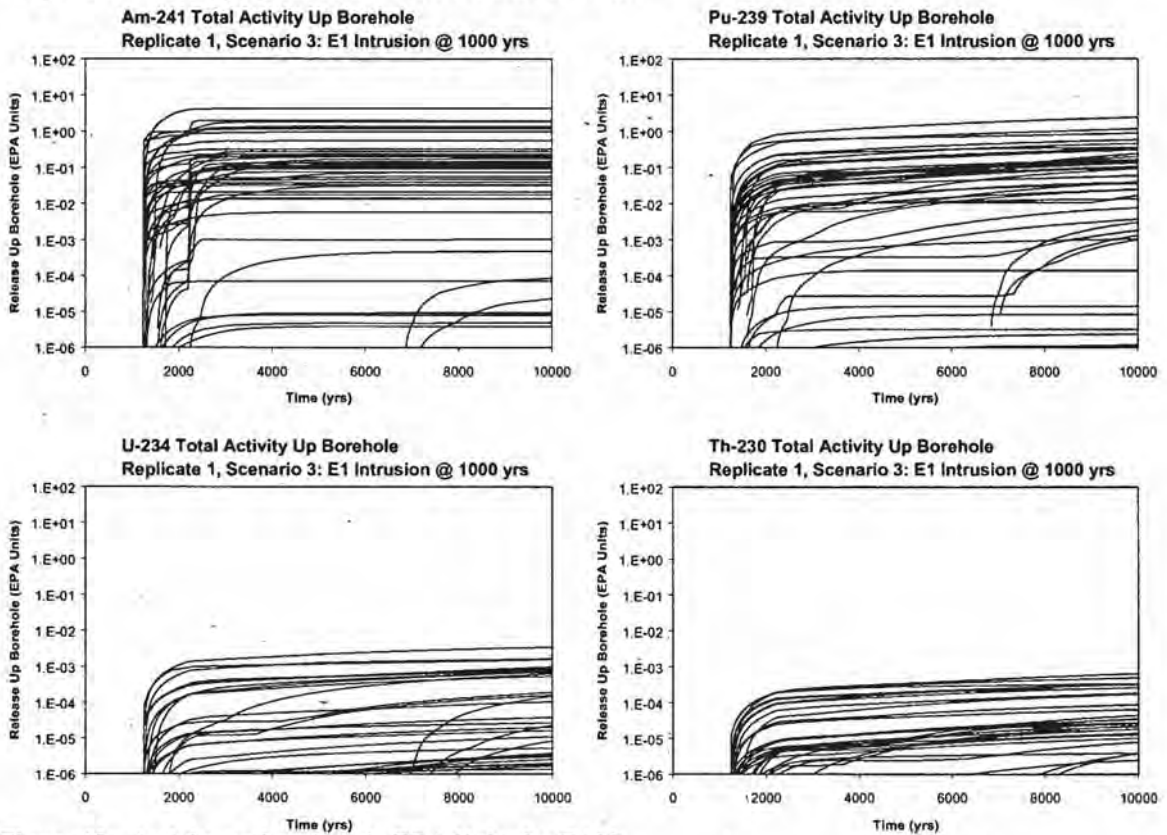 Am-241 Total Activity Up Borehole
Replicate 1, Scenario 3: E1 Intrusion @ 1000 yrs
Release Up Borehole (EPA Units)
1.E+02
1.E+01
1.E+00
1.E-01
1.E-02
1.E-03
1.E-04
1.E-05
1.E-06
0 2000 4000 6000 8000 10000
Time (yrs)
Pu-239 Total Activity Up Borehole
Replicate 1, Scenario 3: E1 Intrusion @ 1000 yrs
Release Up Borehole (EPA Units)
1.E+02
1.E+01
1.E+00
1.E-01
1.E-02
1.E-03
1.E-04
1.E-05
1.E-06
0 2000 4000 6000 8000 10000
Time (yrs)
U-234 Total Activity Up Borehole
Replicate 1, Scenario 3: E1 Intrusion @ 1000 yrs
Release Up Borehole (EPA Units)
1.E+02
1.E+01
1.E+00
1.E-01
1.E-02
1.E-03
1.E-04
1.E-05
1.E-06
0 2000 4000 6000 8000 10000
Time (yrs)
Th-230 Total Activity Up Borehole
Replicate 1, Scenario 3: E1 Intrusion @ 1000 yrs
Release Up Borehole (EPA Units)
1.E+02
1.E+01
1.E+00
1.E-01
1.E-02
1.E-03
1.E-04
1.E-05
1.E-06
0 2000 4000 6000 8000 10000
Time (yrs)